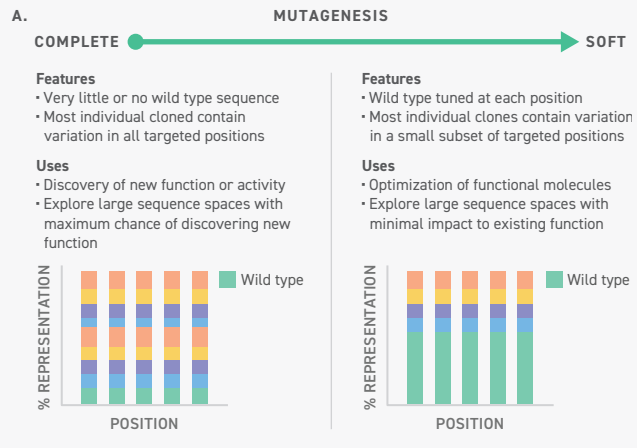 A.
MUTAGENESIS
COMPLETE
SOFT
Features
• Very little or no wild type sequence
• Most individual cloned contain
variation in all targeted positions
Uses
• Discovery of new function or activity
• Explore large sequence spaces with
maximum chance of discovering new
function
% REPRESENTATION
Wild type
POSITION
Features
• Wild type tuned at each position
• Most individual clones contain variation
in a small subset of targeted positions
Uses
• Optimization of functional molecules
• Explore large sequence spaces with
minimal impact to existing function
% REPRESENTATION
Wild type
POSITION